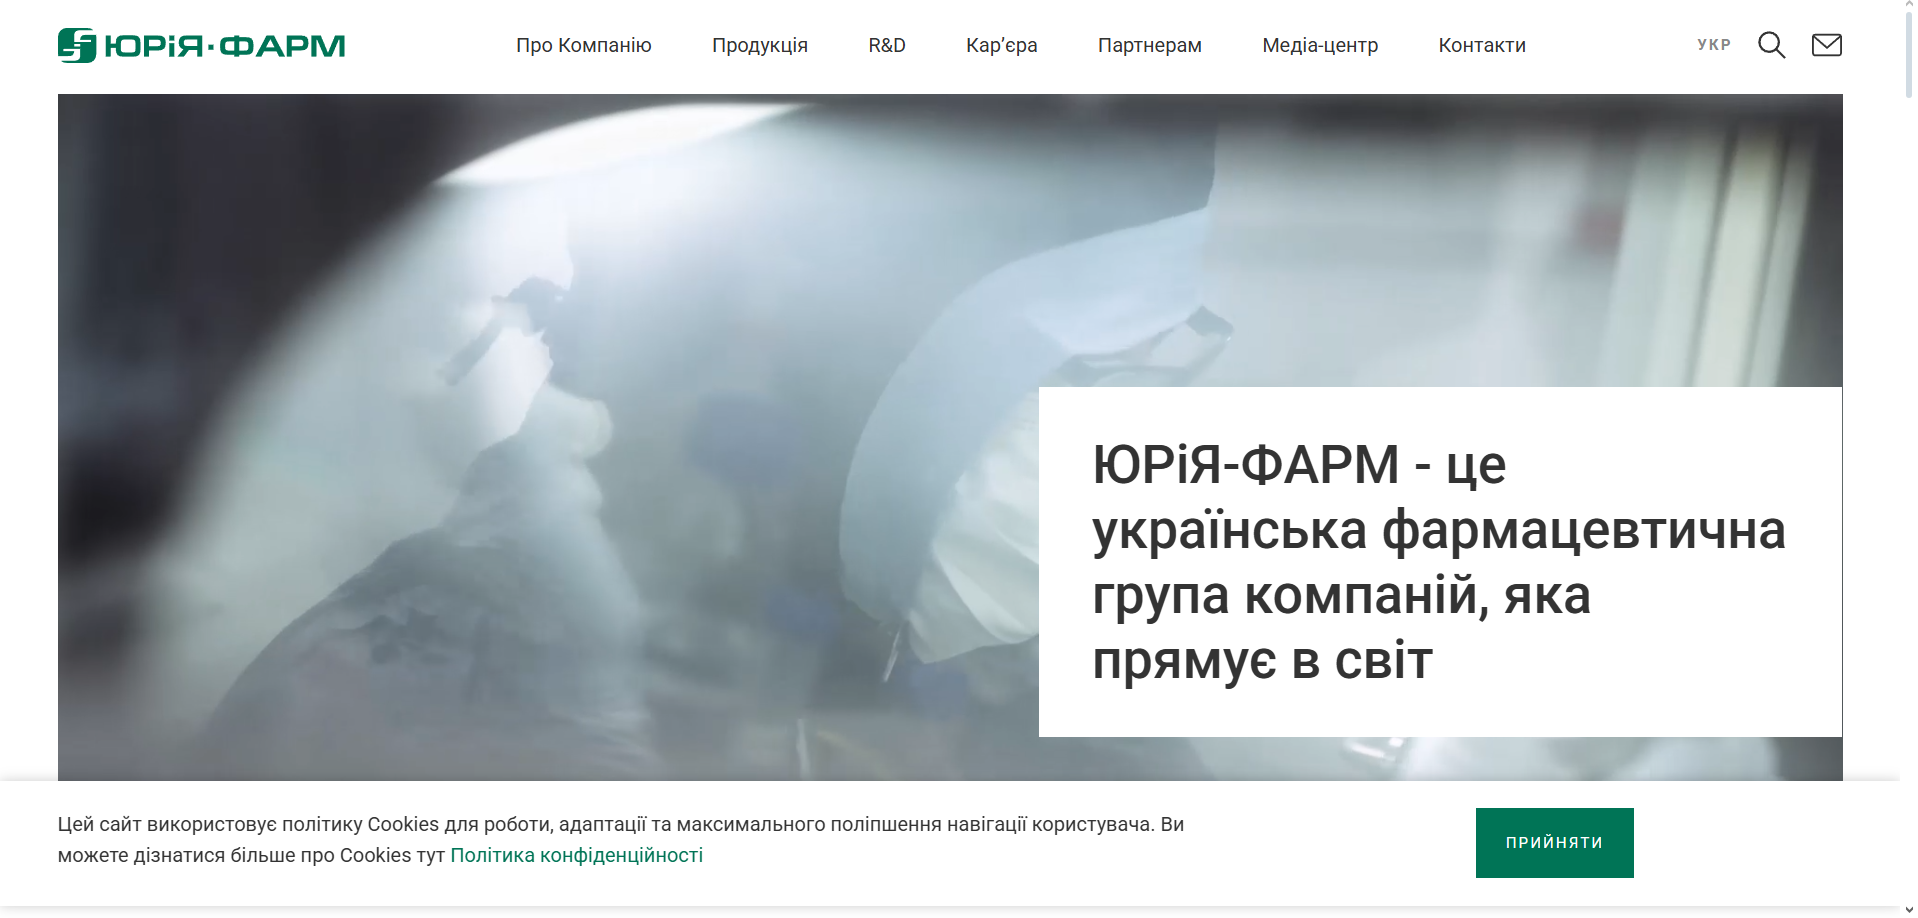 ЮРіЯ·ФАРМ
Про Компанію
Продукція
R&D
Кар’єра
Партнерам
Медіа-центр
Контакти
УКР
ЮРіЯ-ФАРМ - це
українська фармацевтична
група компаній, яка
прямує в світ
Цей сайт використовує політику Cookies для роботи, адаптації та максимального поліпшення навігації користувача. Ви
можете дізнатися більше про Cookies тут Політика конфіденційності
ПРИЙНЯТИ